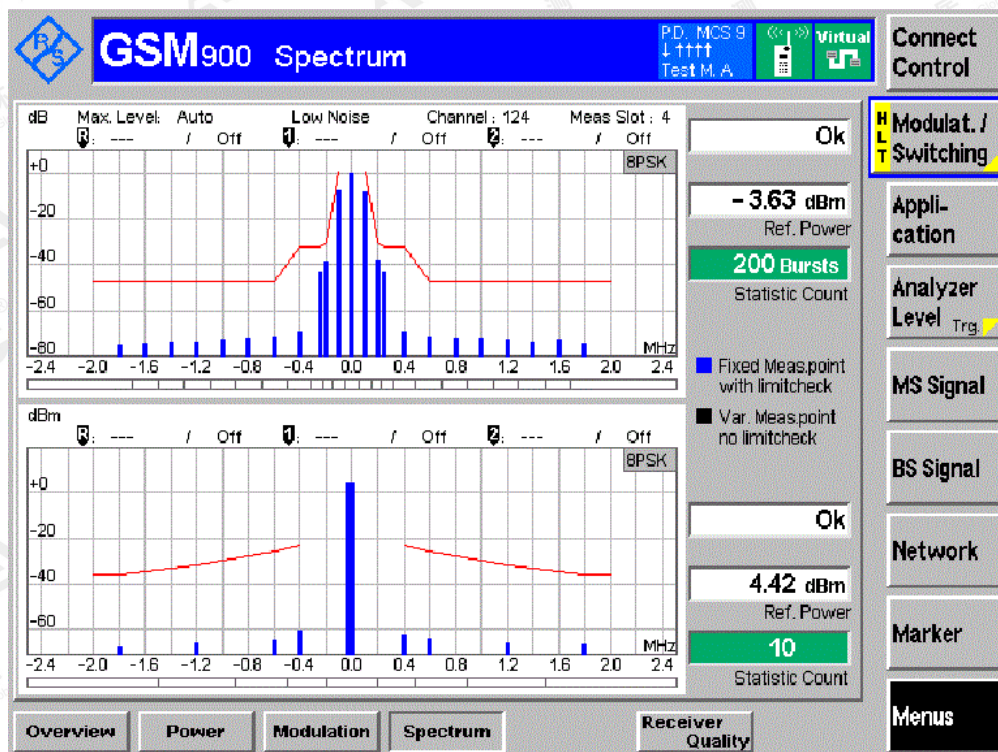 R S
GSM900 Spectrum
P.D. MCS 9
↓ ↑↑↑↑
Test M. A
Virtual
Connect
Control
dB Max. Level: Auto Low Noise Channel : 124 Meas Slot : 4
R: --- / Off 1: --- / Off 2: --- / Off
8PSK
+0
-20
-40
-60
-80
MHz
-2.4 -2.0 -1.6 -1.2 -0.8 -0.4 0.0 0.4 0.8 1.2 1.6 2.0 2.4
Ok
- 3.63 dBm
Ref. Power
200 Bursts
Statistic Count
Fixed Meas.point
with limitcheck
Var. Meas.point
no limitcheck
dBm
R: --- / Off 1: --- / Off 2: --- / Off
8PSK
+0
-20
-40
-60
MHz
-2.4 -2.0 -1.6 -1.2 -0.8 -0.4 0.0 0.4 0.8 1.2 1.6 2.0 2.4
Ok
4.42 dBm
Ref. Power
10
Statistic Count
H L T
Modulat. /
Switching
Appli-
cation
Analyzer
Level Trg.
MS Signal
BS Signal
Network
Marker
Menus
Overview
Power
Modulation
Spectrum
Receiver
Quality